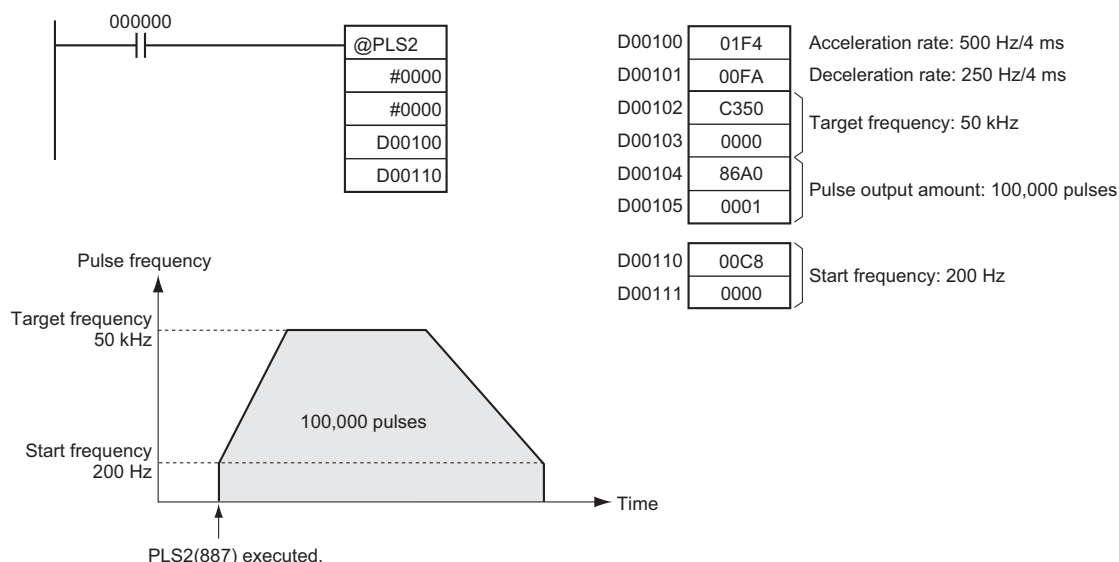 000000
@PLS2
#0000
#0000
D00100
D00110
D00100 01F4 Acceleration rate: 500 Hz/4 ms
D00101 00FA Deceleration rate: 250 Hz/4 ms
D00102 C350
Target frequency: 50 kHz
D00103 0000
D00104 86A0
Pulse output amount: 100,000 pulses
D00105 0001
D00110 00C8
Start frequency: 200 Hz
D00111 0000
Pulse frequency
Target frequency
50 kHz
100,000 pulses
Start frequency
200 Hz
Time
PLS2(887) executed.